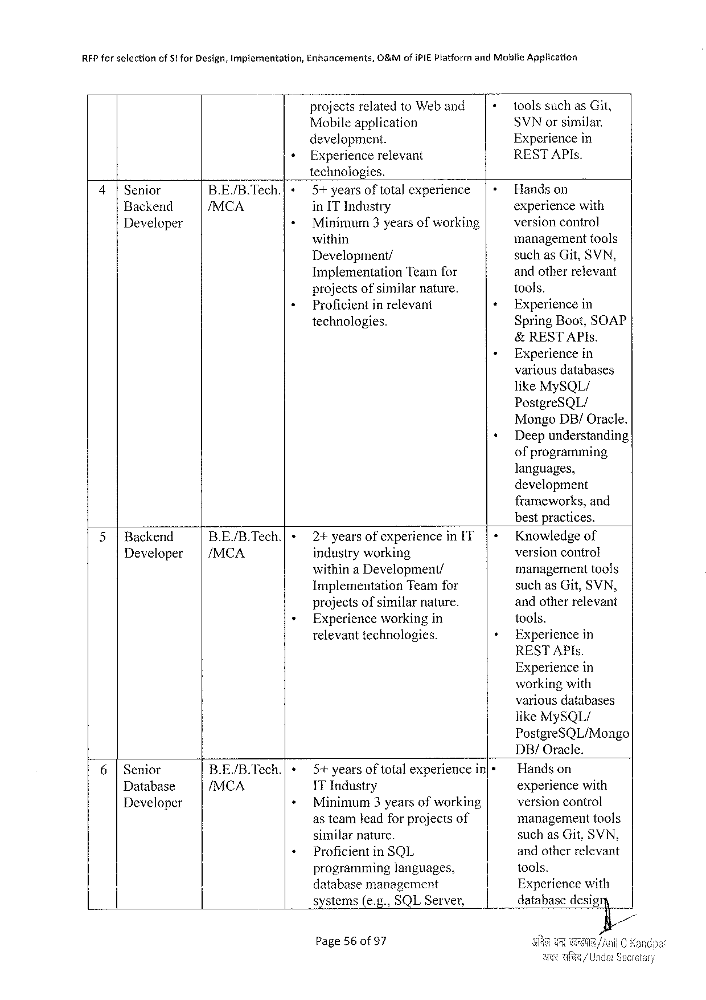 RFP for selection of SI for Design, Implementation, Enhancements, O&M of iPIE Platform and Mobile Application
projects related to Web and
Mobile application
development.
• Experience relevant
technologies.
• tools such as Git,
SVN or similar.
Experience in
REST APIs.
4
Senior
Backend
Developer
B.E./B.Tech.
/MCA
• 5+ years of total experience
in IT Industry
• Minimum 3 years of working
within
Development/
Implementation Team for
projects of similar nature.
• Proficient in relevant
technologies.
• Hands on
experience with
version control
management tools
such as Git, SVN,
and other relevant
tools.
• Experience in
Spring Boot, SOAP
& REST APIs.
• Experience in
various databases
like MySQL/
PostgreSQL/
Mongo DB/ Oracle.
• Deep understanding
of programming
languages,
development
frameworks, and
best practices.
5
Backend
Developer
B.E./B.Tech.
/MCA
• 2+ years of experience in IT
industry working
within a Development/
Implementation Team for
projects of similar nature.
• Experience working in
relevant technologies.
• Knowledge of
version control
management tools
such as Git, SVN,
and other relevant
tools.
• Experience in
REST APIs.
Experience in
working with
various databases
like MySQL/
PostgreSQL/Mongo
DB/ Oracle.
6
Senior
Database
Developer
B.E./B.Tech.
/MCA
• 5+ years of total experience in
IT Industry
• Minimum 3 years of working
as team lead for projects of
similar nature.
• Proficient in SQL
programming languages,
database management
systems (e.g., SQL Server,
• Hands on
experience with
version control
management tools
such as Git, SVN,
and other relevant
tools.
Experience with
database design
Page 56 of 97
अनिल चन्द्र काण्डपाल/Anil C Kandpa
अवर सचिव/Under Secretary